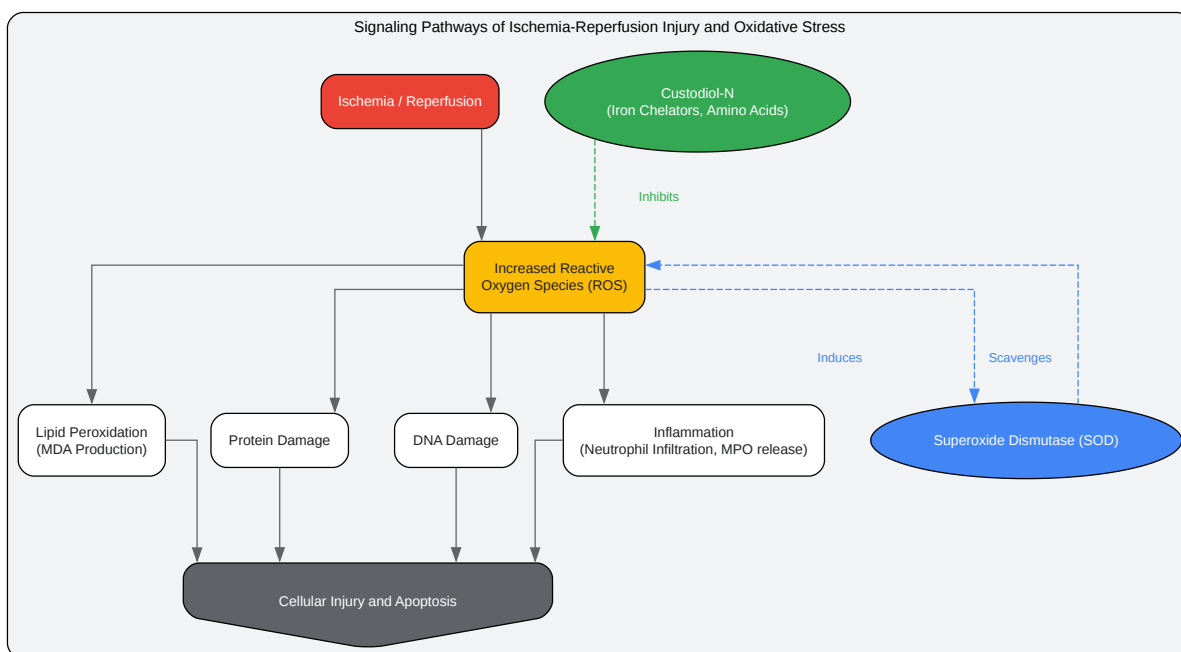 Signaling Pathways of Ischemia-Reperfusion Injury and Oxidative Stress
Ischemia / Reperfusion
Custodiol-N
(Iron Chelators, Amino Acids)
Inhibits
Increased Reactive
Oxygen Species (ROS)
Induces
Scavenges
Lipid Peroxidation
(MDA Production)
Protein Damage
DNA Damage
Inflammation
(Neutrophil Infiltration, MPO release)
Superoxide Dismutase (SOD)
Cellular Injury and Apoptosis